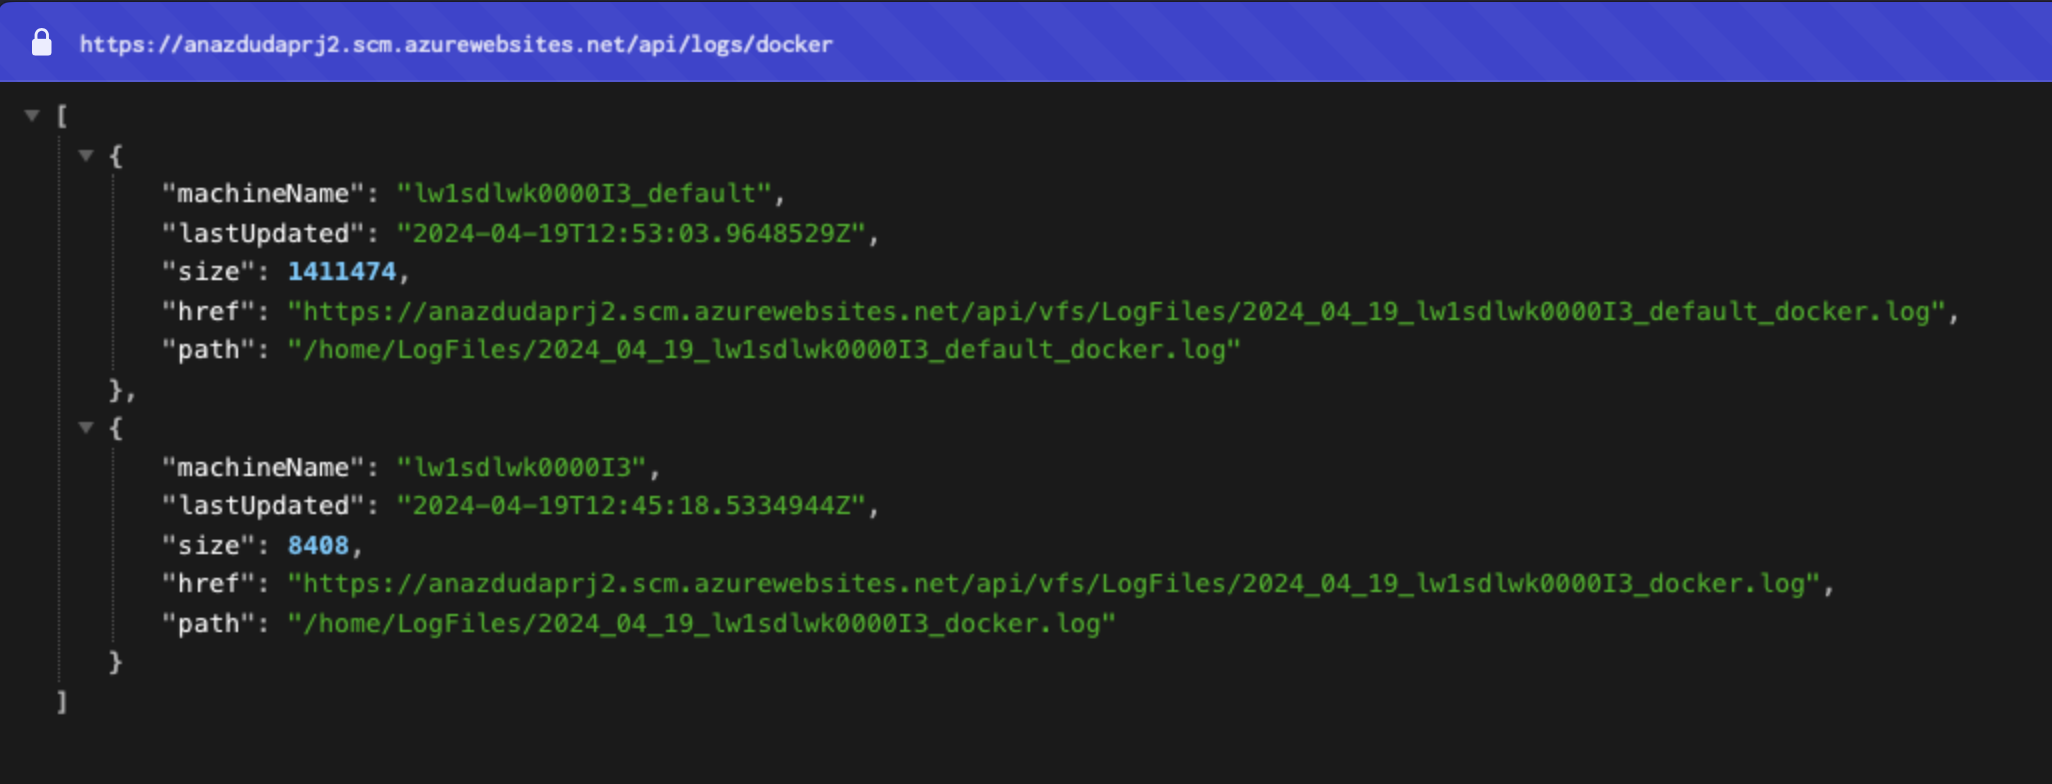 https://anazdudaprj2.scm.azurewebsites.net/api/logs/docker
[
{
"machineName": "lw1sdlwk0000I3_default",
"lastUpdated": "2024-04-19T12:53:03.9648529Z",
"size": 1411474,
"href": "https://anazdudaprj2.scm.azurewebsites.net/api/vfs/LogFiles/2024_04_19_lw1sdlwk0000I3_default_docker.log",
"path": "/home/LogFiles/2024_04_19_lw1sdlwk0000I3_default_docker.log"
},
{
"machineName": "lw1sdlwk0000I3",
"lastUpdated": "2024-04-19T12:45:18.5334944Z",
"size": 8408,
"href": "https://anazdudaprj2.scm.azurewebsites.net/api/vfs/LogFiles/2024_04_19_lw1sdlwk0000I3_docker.log",
"path": "/home/LogFiles/2024_04_19_lw1sdlwk0000I3_docker.log"
}
]